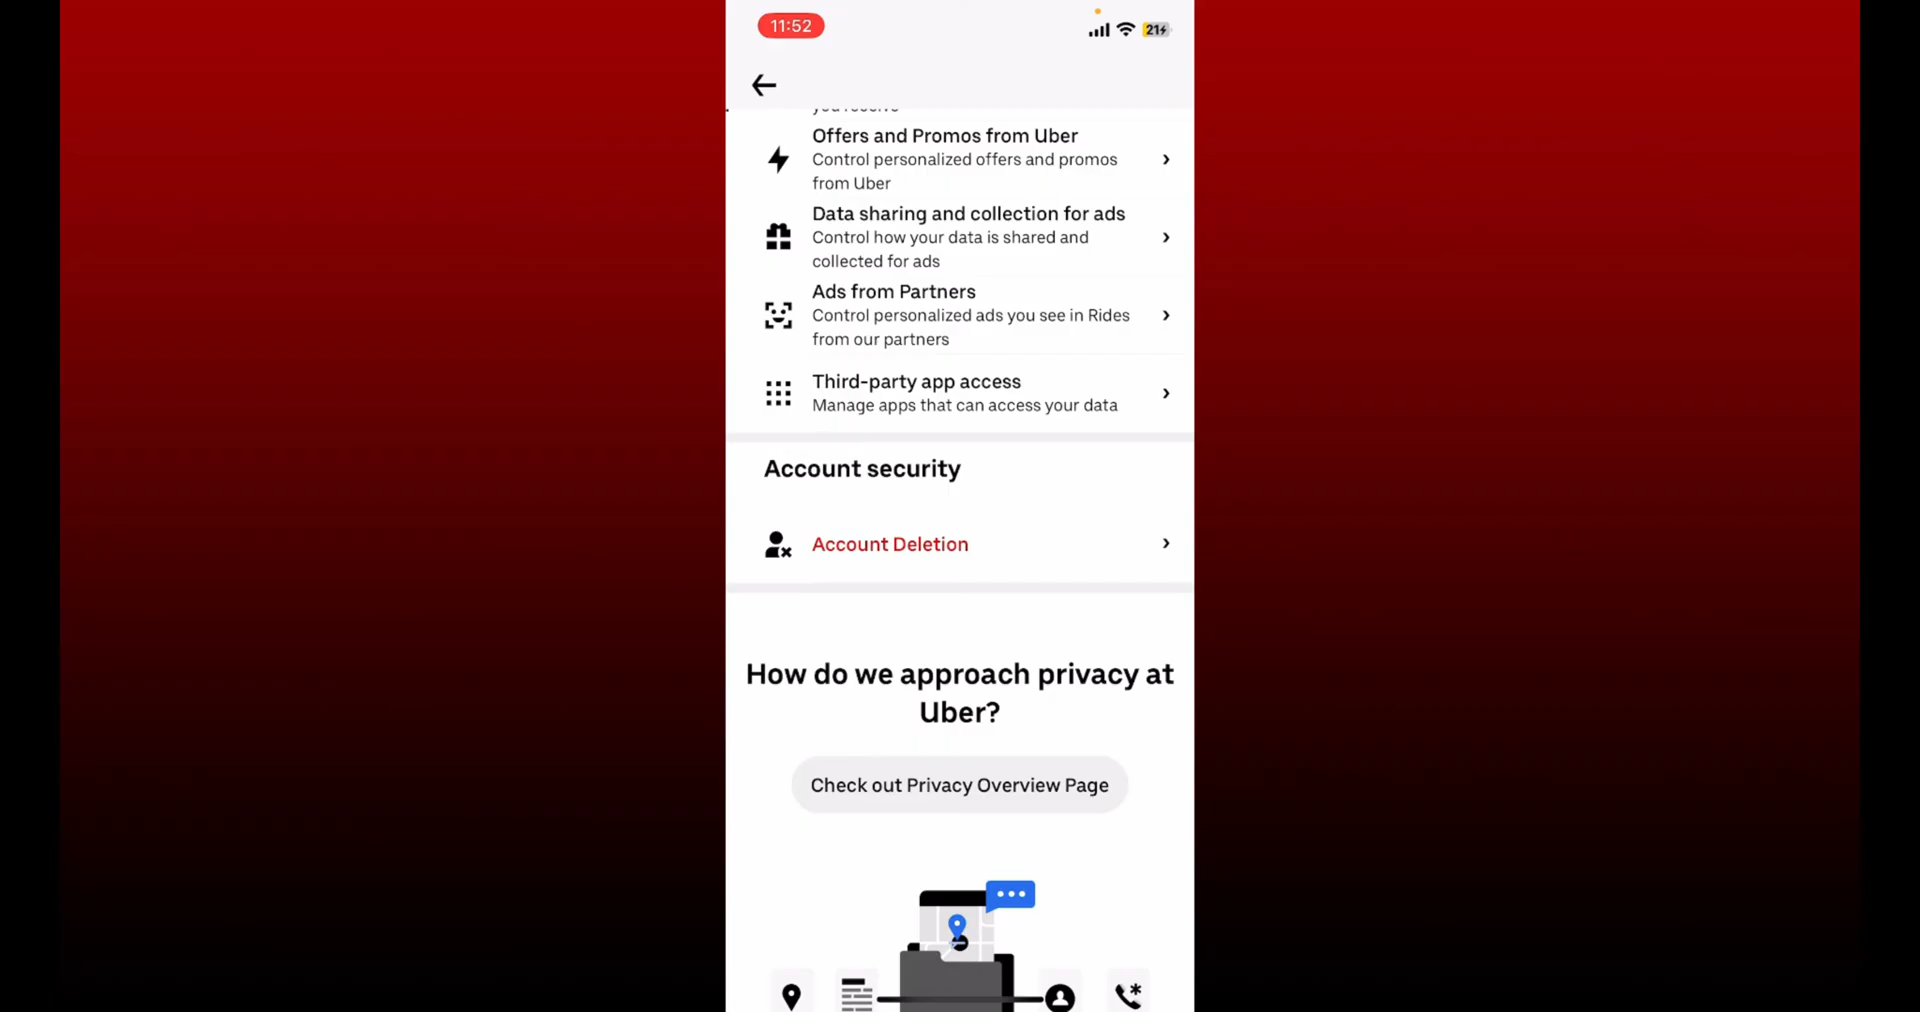 11:52
21
Offers and Promos from Uber
Control personalized offers and promos
from Uber
Data sharing and collection for ads
Control how your data is shared and
collected for ads
Ads from Partners
Control personalized ads you see in Rides
from our partners
Third-party app access
Manage apps that can access your data
Account security
Account Deletion
How do we approach privacy at
Uber?
Check out Privacy Overview Page